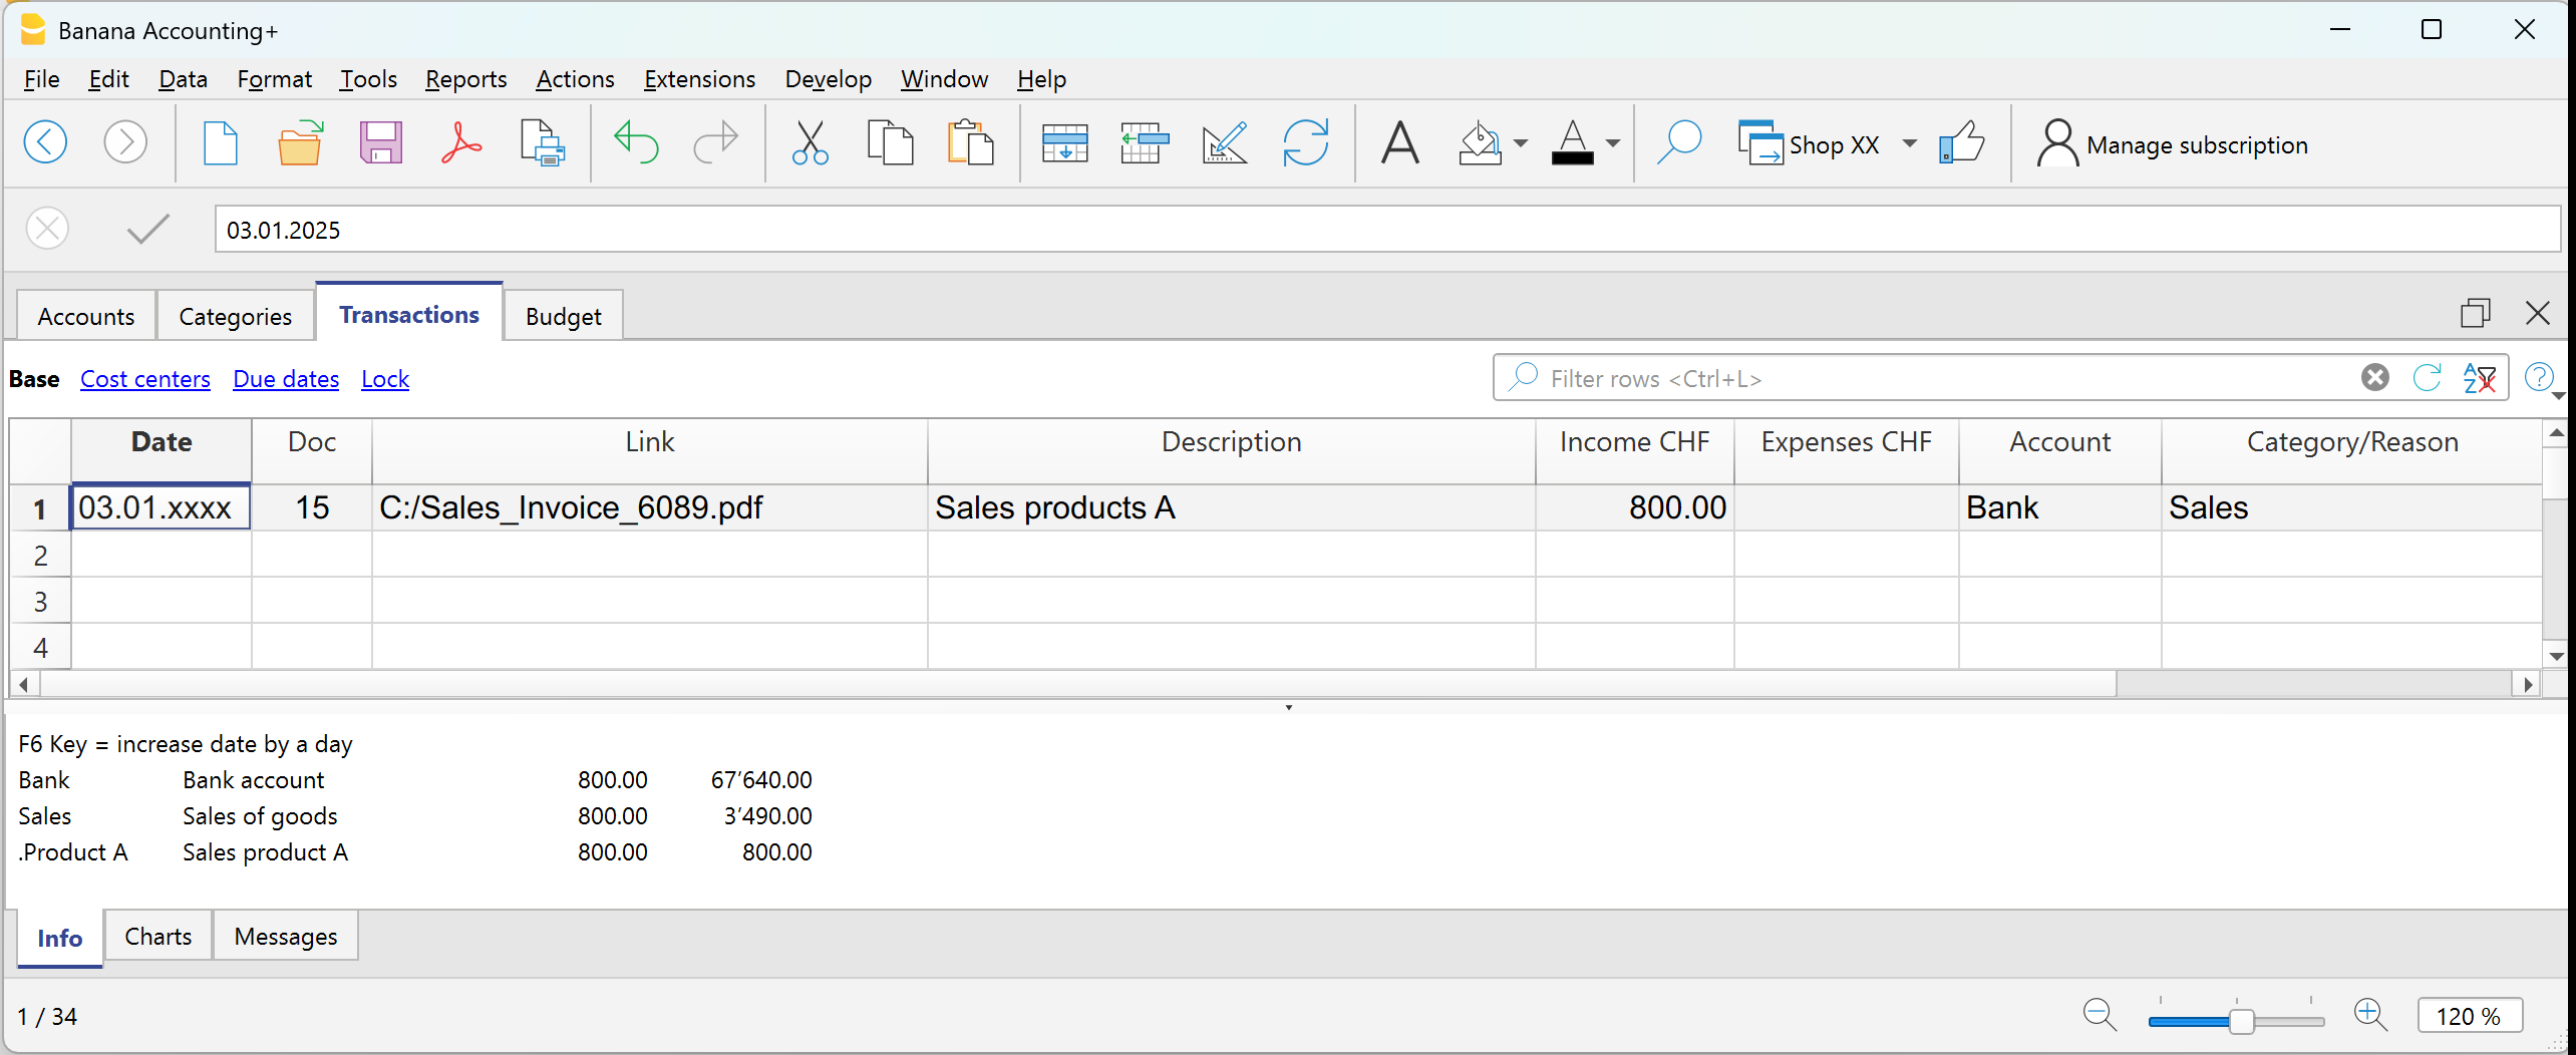 Banana Accounting+
File Edit Data Format Tools Reports Actions Extensions Develop Window Help
Shop XX Manage subscription
03.01.2025
Accounts Categories Transactions Budget
Base Cost centers Due dates Lock Filter rows <Ctrl+L>
Date Doc Link Description Income CHF Expenses CHF Account Category/Reason
1 03.01.xxxx 15 C:/Sales_Invoice_6089.pdf Sales products A 800.00 Bank Sales
2
3
4
F6 Key = increase date by a day
Bank Bank account 800.00 67’640.00
Sales Sales of goods 800.00 3’490.00
.Product A Sales product A 800.00 800.00
Info Charts Messages
1 / 34 120 %